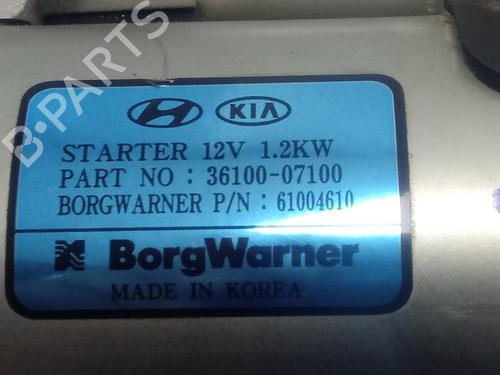 B-PARTS
KIA
STARTER 12V 1.2KW
PART NO : 36100-07100
BORGWARNER P/N : 61004610
BorgWarner
MADE IN KOREA